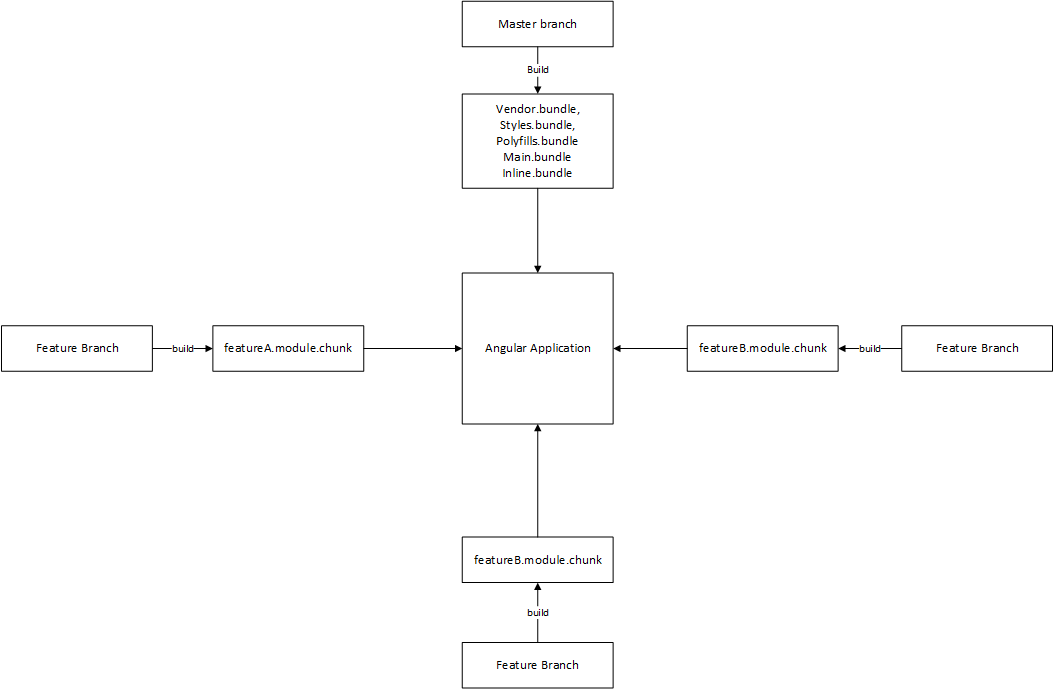 Master branch
Build
Vendor.bundle,
Styles.bundle,
Polyfills.bundle
Main.bundle
Inline.bundle
Feature Branch
build
featureA.module.chunk
Angular Application
featureB.module.chunk
build
Feature Branch
featureB.module.chunk
build
Feature Branch